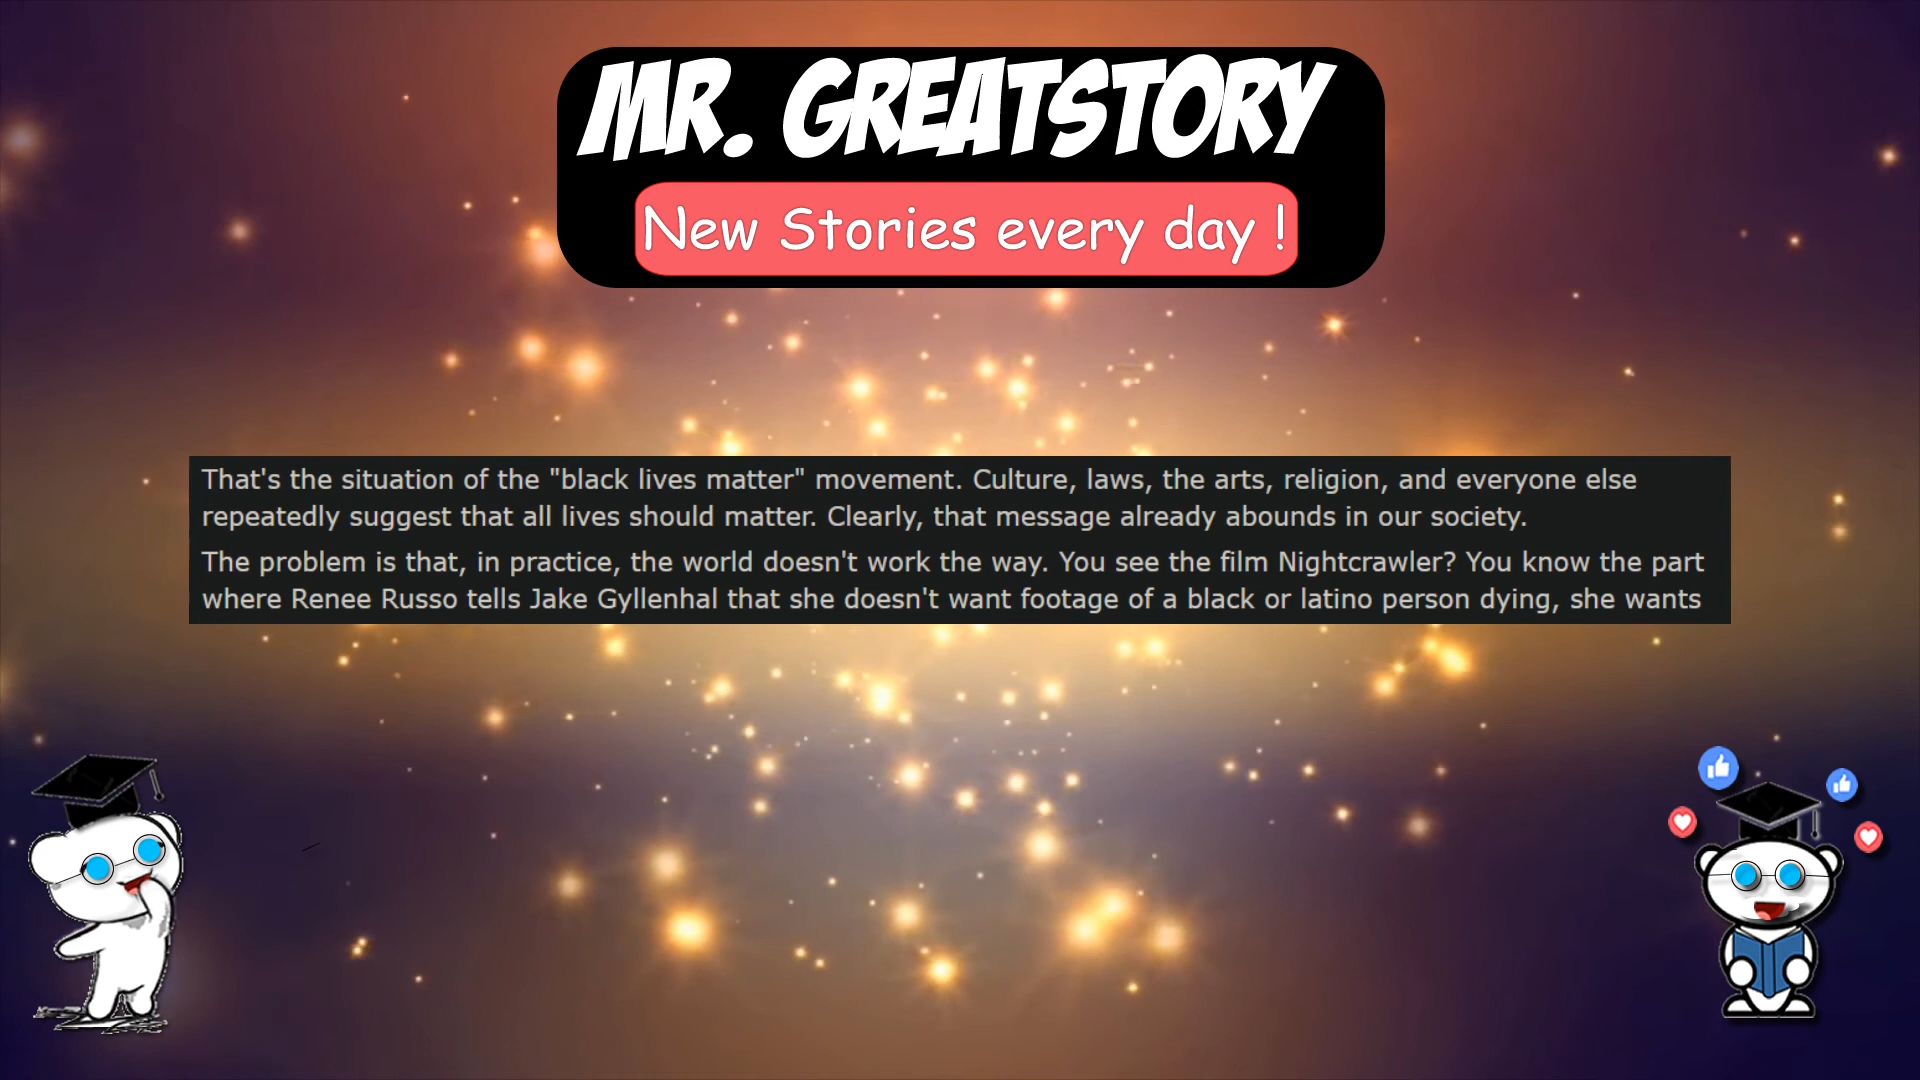 MR. GREATSTORY
New Stories every day !
That's the situation of the "black lives matter" movement. Culture, laws, the arts, religion, and everyone else
repeatedly suggest that all lives should matter. Clearly, that message already abounds in our society.
The problem is that, in practice, the world doesn't work the way. You see the film Nightcrawler? You know the part
where Renee Russo tells Jake Gyllenhal that she doesn't want footage of a black or latino person dying, she wants